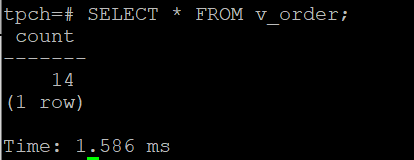 tpch=# SELECT * FROM v_order;
 count
-------
    14
(1 row)

Time: 1.586 ms